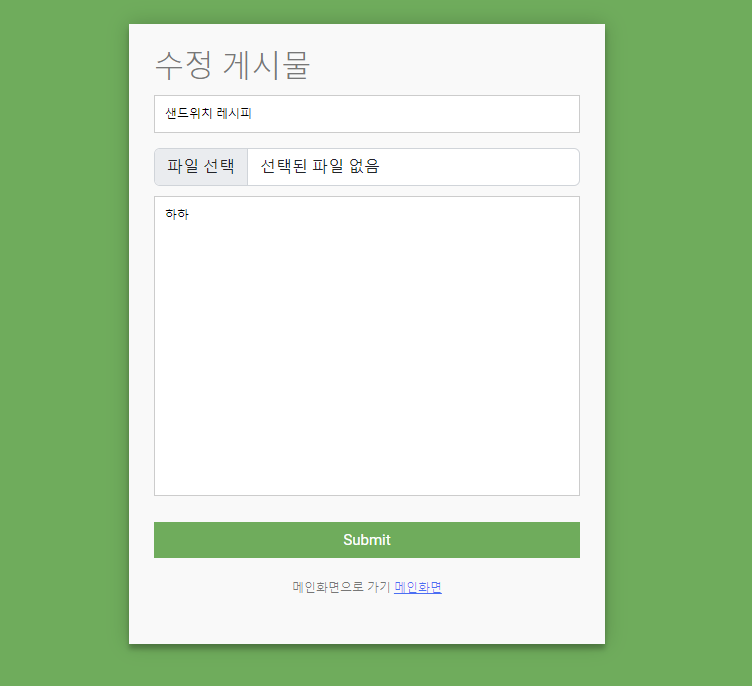 수정 게시물
샌드위치 레시피
파일 선택 선택된 파일 없음
하하
Submit
메인화면으로 가기 메인화면